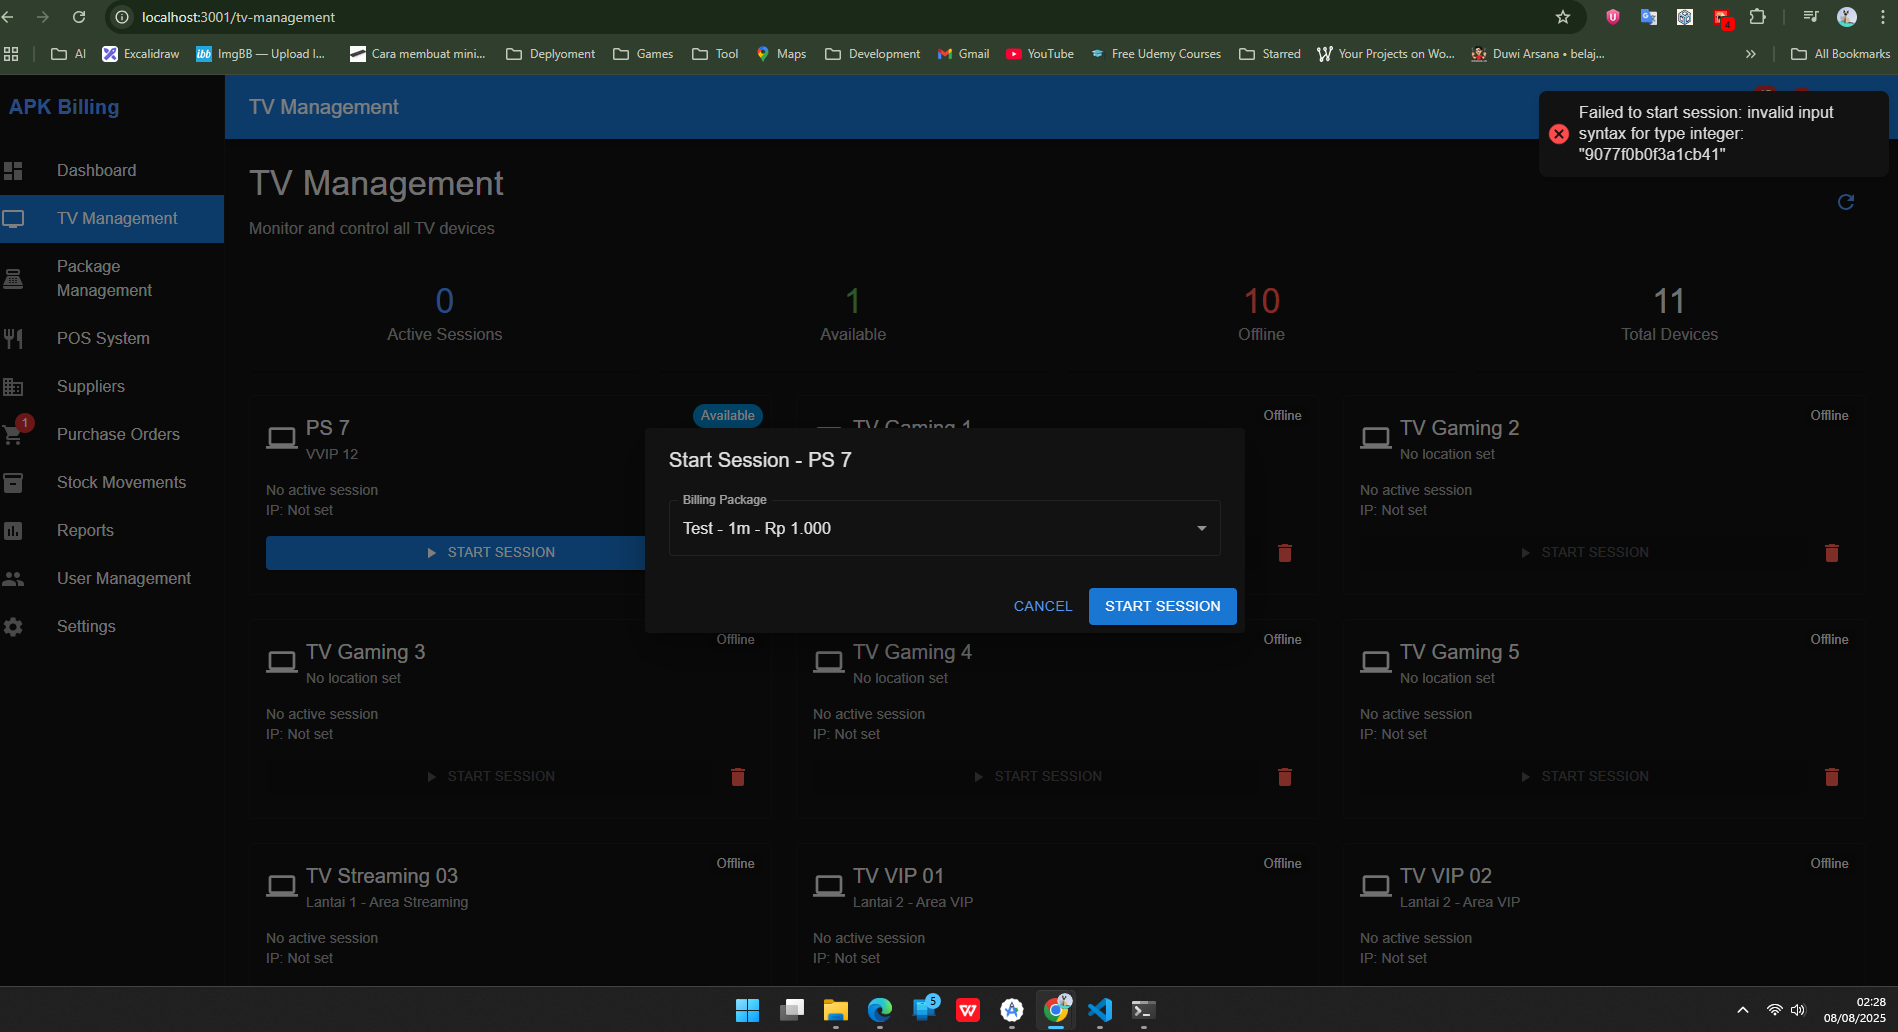 localhost:3001/tv-management
AI
Excalidraw
ibb ImgBB — Upload I...
Cara membuat mini...
Deplyoment
Games
Tool
Maps
Development
Gmail
YouTube
Free Udemy Courses
Starred
Your Projects on Wo...
Duwi Arsana • belaj...
»
All Bookmarks
4
APK Billing
TV Management
Failed to start session: invalid input
syntax for type integer:
"9077f0b0f3a1cb41"
Dashboard
TV Management
Package
Management
POS System
Suppliers
1
Purchase Orders
Stock Movements
Reports
User Management
Settings
TV Management
Monitor and control all TV devices
0
Active Sessions
1
Available
10
Offline
11
Total Devices
PS 7
VVIP 12
Available
No active session
IP: Not set
START SESSION
TV Gaming 1
Offline
TV Gaming 2
No location set
Offline
No active session
IP: Not set
START SESSION
Start Session - PS 7
Billing Package
Test - 1m - Rp 1.000
CANCEL
START SESSION
TV Gaming 3
No location set
Offline
No active session
IP: Not set
START SESSION
TV Gaming 4
No location set
Offline
No active session
IP: Not set
START SESSION
TV Gaming 5
No location set
Offline
No active session
IP: Not set
START SESSION
TV Streaming 03
Lantai 1 - Area Streaming
Offline
No active session
IP: Not set
TV VIP 01
Lantai 2 - Area VIP
Offline
No active session
IP: Not set
TV VIP 02
Lantai 2 - Area VIP
Offline
No active session
IP: Not set
5
02:28
08/08/2025